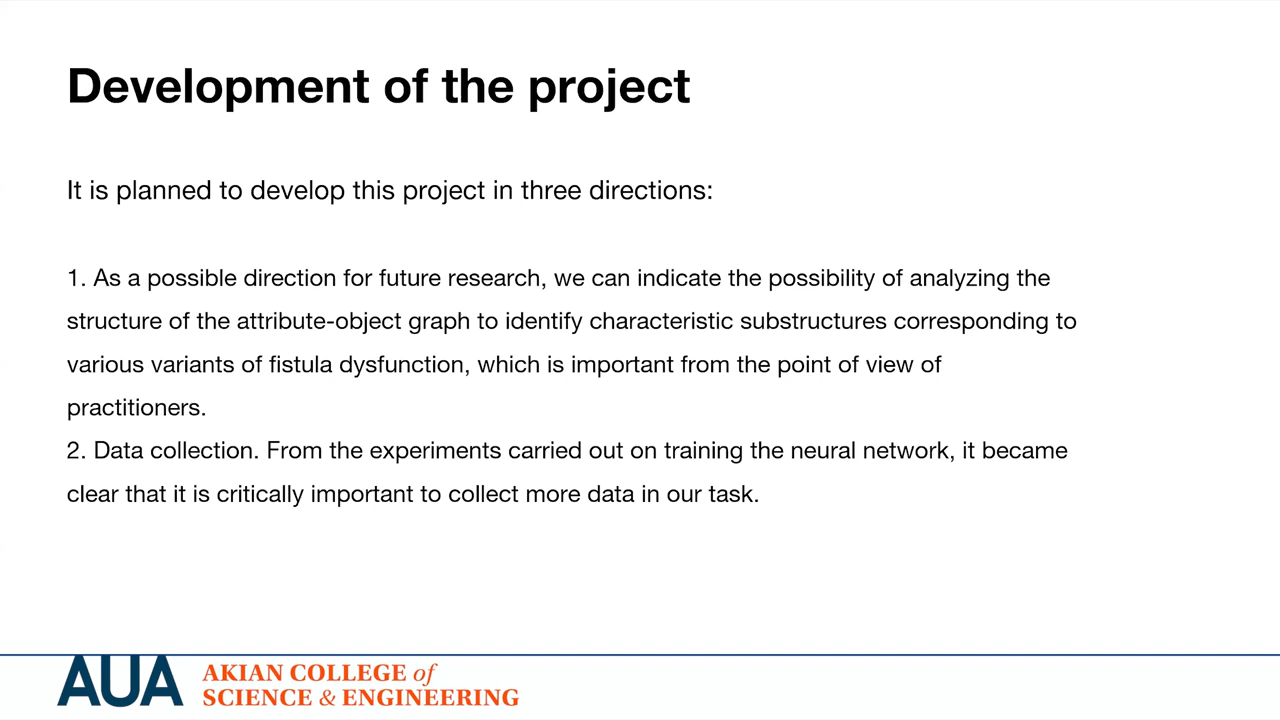 Development of the project
It is planned to develop this project in three directions:
1. As a possible direction for future research, we can indicate the possibility of analyzing the
structure of the attribute-object graph to identify characteristic substructures corresponding to
various variants of fistula dysfunction, which is important from the point of view of
practitioners.
2. Data collection. From the experiments carried out on training the neural network, it became
clear that it is critically important to collect more data in our task.
AUA
AKIAN COLLEGE of
SCIENCE & ENGINEERING